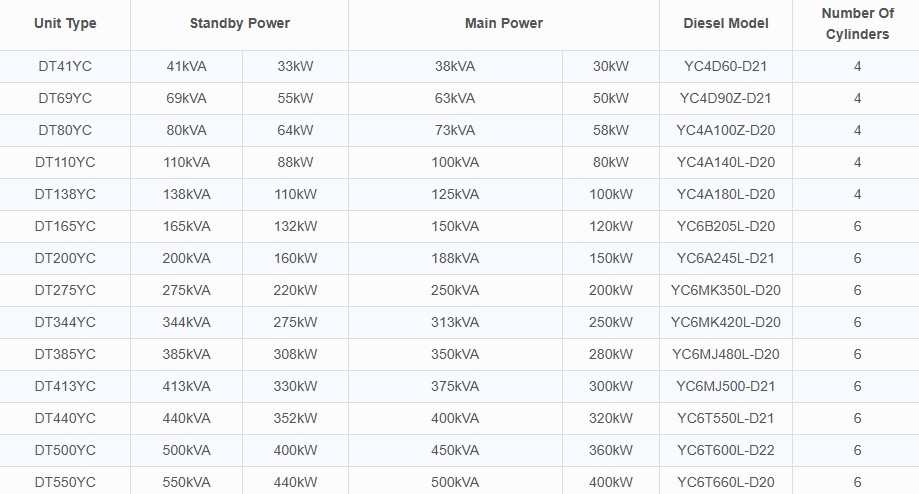 Unit Type Standby Power Main Power Diesel Model Number Of Cylinders
DT41YC 41kVA 33kW 38kVA 30kW YC4D60-D21 4
DT69YC 69kVA 55kW 63kVA 50kW YC4D90Z-D21 4
DT80YC 80kVA 64kW 73kVA 58kW YC4A100Z-D20 4
DT110YC 110kVA 88kW 100kVA 80kW YC4A140L-D20 4
DT138YC 138kVA 110kW 125kVA 100kW YC4A180L-D20 4
DT165YC 165kVA 132kW 150kVA 120kW YC6B205L-D20 6
DT200YC 200kVA 160kW 188kVA 150kW YC6A245L-D21 6
DT275YC 275kVA 220kW 250kVA 200kW YC6MK350L-D20 6
DT344YC 344kVA 275kW 313kVA 250kW YC6MK420L-D20 6
DT385YC 385kVA 308kW 350kVA 280kW YC6MJ480L-D20 6
DT413YC 413kVA 330kW 375kVA 300kW YC6MJ500-D21 6
DT440YC 440kVA 352kW 400kVA 320kW YC6T550L-D21 6
DT500YC 500kVA 400kW 450kVA 360kW YC6T600L-D22 6
DT550YC 550kVA 440kW 500kVA 400kW YC6T660L-D20 6